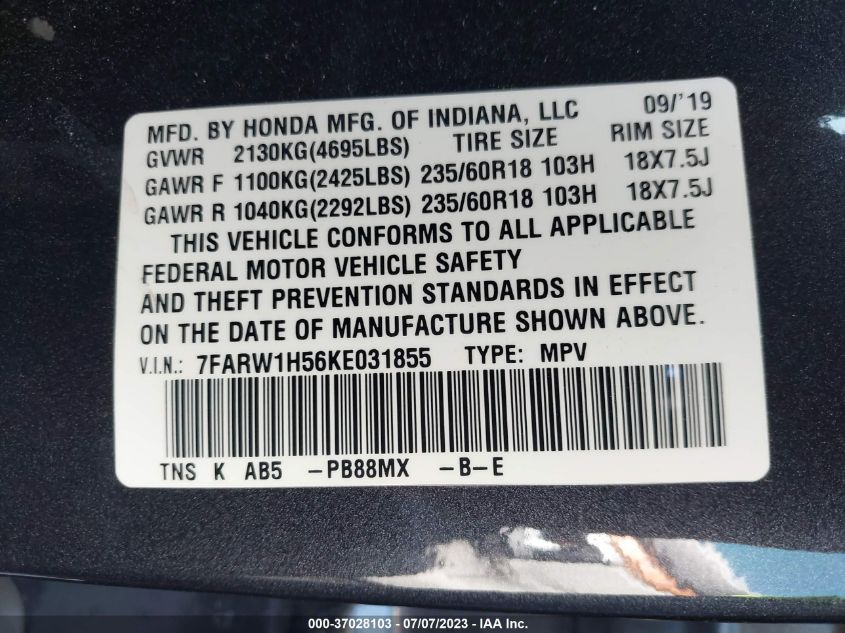 MFD. BY HONDA MFG. OF INDIANA, LLC 09/'19
GVWR 2130KG(4695LBS) TIRE SIZE RIM SIZE
GAWR F 1100KG(2425LBS) 235/60R18 103H 18X7.5J
GAWR R 1040KG(2292LBS) 235/60R18 103H 18X7.5J
THIS VEHICLE CONFORMS TO ALL APPLICABLE
FEDERAL MOTOR VEHICLE SAFETY
AND THEFT PREVENTION STANDARDS IN EFFECT
ON THE DATE OF MANUFACTURE SHOWN ABOVE.
V.I.N.: 7FARW1H56KE031855 TYPE: MPV
TNS K AB5 -PB88MX -B-E
000-37028103 - 07/07/2023 - IAA Inc.